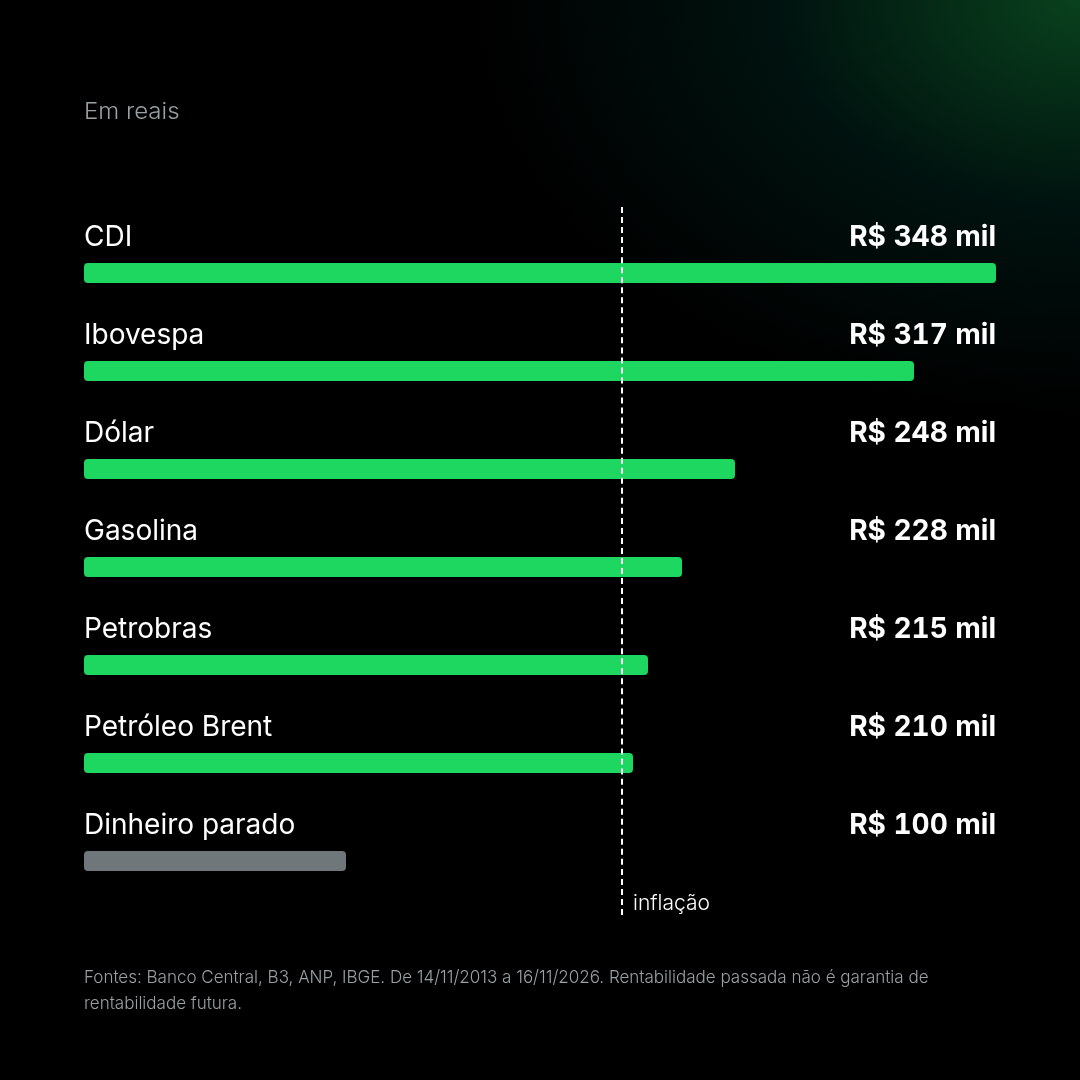 Em reais
CDI R$ 348 mil
Ibovespa R$ 317 mil
Dólar R$ 248 mil
Gasolina R$ 228 mil
Petrobras R$ 215 mil
Petróleo Brent R$ 210 mil
Dinheiro parado R$ 100 mil
inflação
Fontes: Banco Central, B3, ANP, IBGE. De 14/11/2013 a 16/11/2026. Rentabilidade passada não é garantia de
rentabilidade futura.